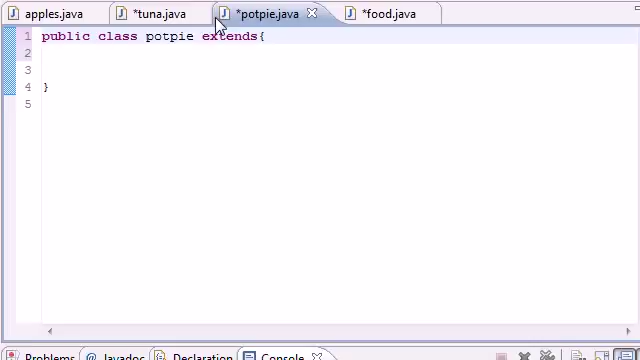 apples.java *tuna.java *potpie.java *food.java
1 public class potpie extends{
2
3
4 }
5
Problems @ Javadoc Declaration Console